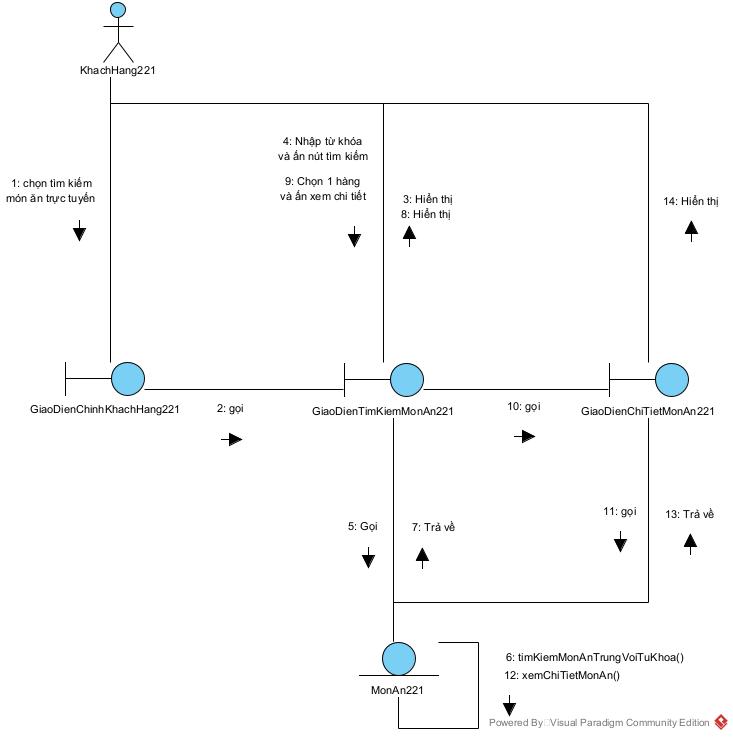 KhachHang221
4: Nhập từ khóa
và ấn nút tìm kiếm
1: chọn tìm kiếm
món ăn trực tuyến
9: Chọn 1 hàng
và ấn xem chi tiết
3: Hiển thị
8: Hiển thị
14: Hiển thị
GiaoDienChinhKhachHang221
GiaoDienTimKiemMonAn221
GiaoDienChiTietMonAn221
2: gọi
10: gọi
5: Gọi
7: Trả về
11: gọi
13: Trả về
6: timKiemMonAnTrungVoiTuKhoa()
12: xemChiTietMonAn()
MonAn221
Powered By Visual Paradigm Community Edition